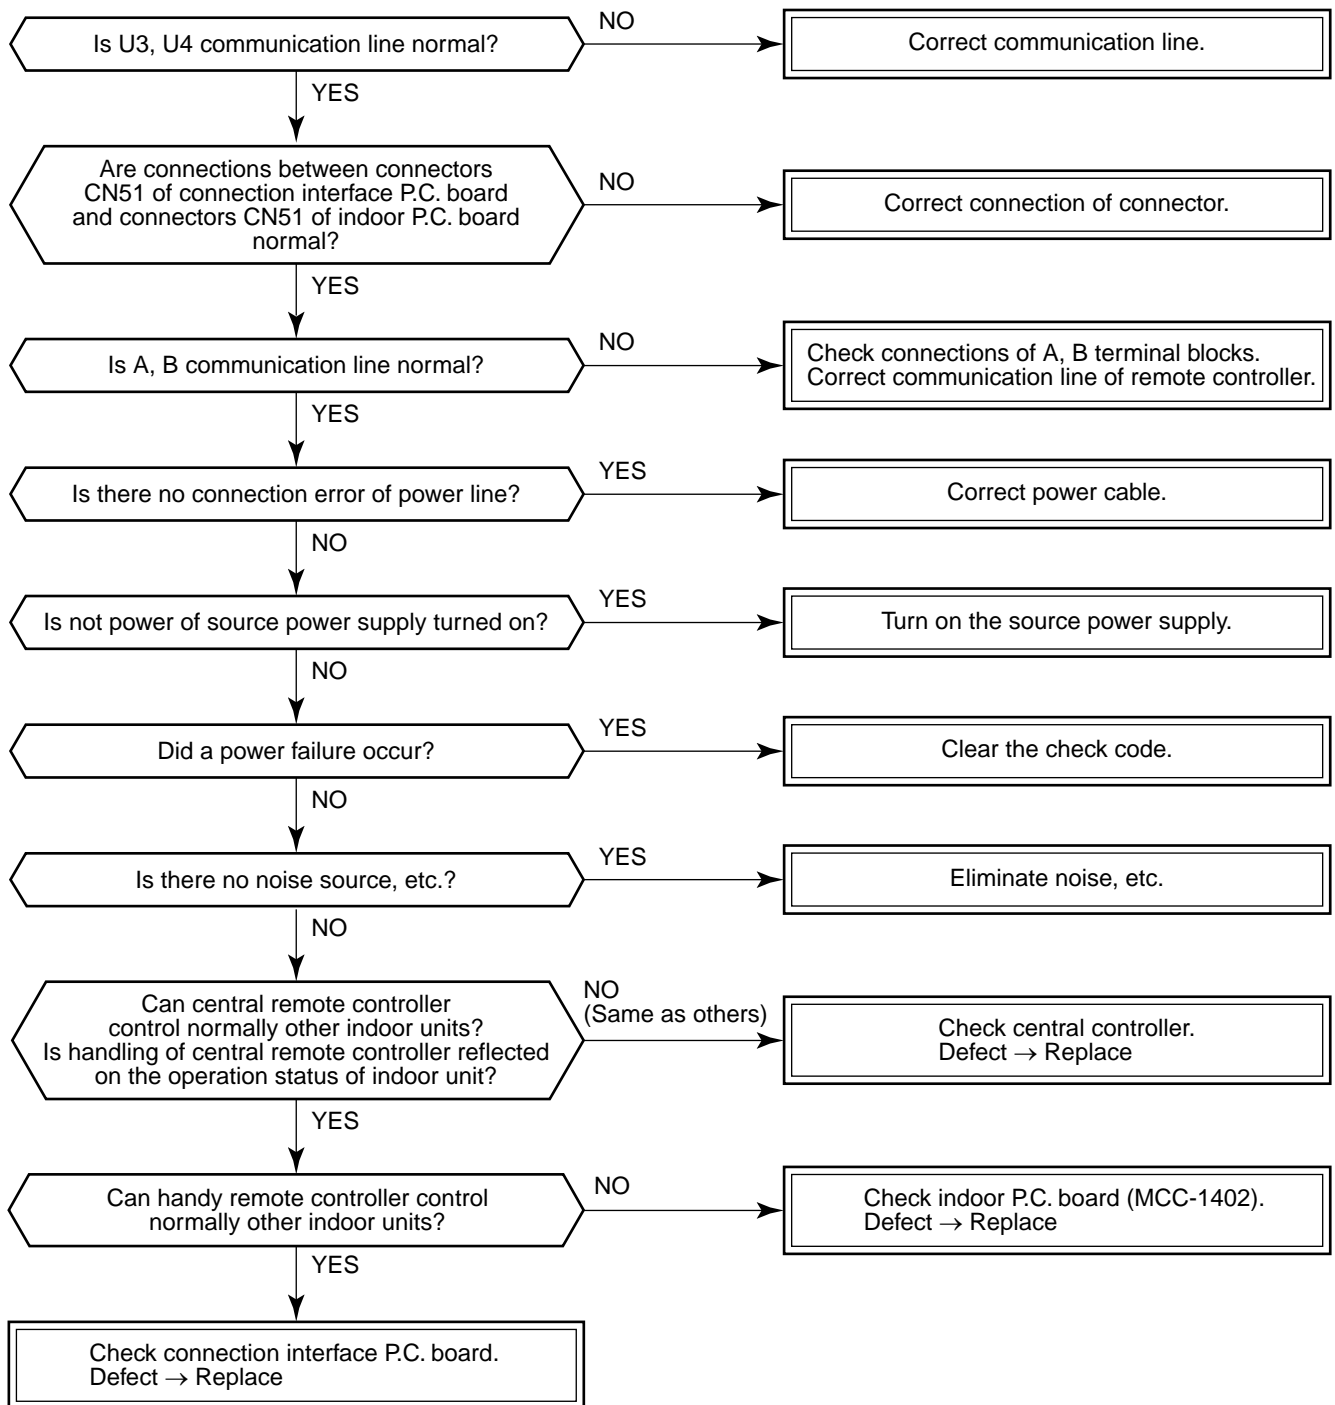 Is U3, U4 communication line normal?
NO
Correct communication line.
YES
Are connections between connectors
CN51 of connection interface P.C. board
and connectors CN51 of indoor P.C. board
normal?
NO
Correct connection of connector.
YES
Is A, B communication line normal?
NO
Check connections of A, B terminal blocks.
Correct communication line of remote controller.
YES
Is there no connection error of power line?
YES
Correct power cable.
NO
Is not power of source power supply turned on?
YES
Turn on the source power supply.
NO
Did a power failure occur?
YES
Clear the check code.
NO
Is there no noise source, etc.?
YES
Eliminate noise, etc.
NO
Can central remote controller
control normally other indoor units?
Is handling of central remote controller reflected
on the operation status of indoor unit?
NO
(Same as others)
Check central controller.
Defect → Replace
YES
Can handy remote controller control
normally other indoor units?
NO
Check indoor P.C. board (MCC-1402).
Defect → Replace
YES
Check connection interface P.C. board.
Defect → Replace